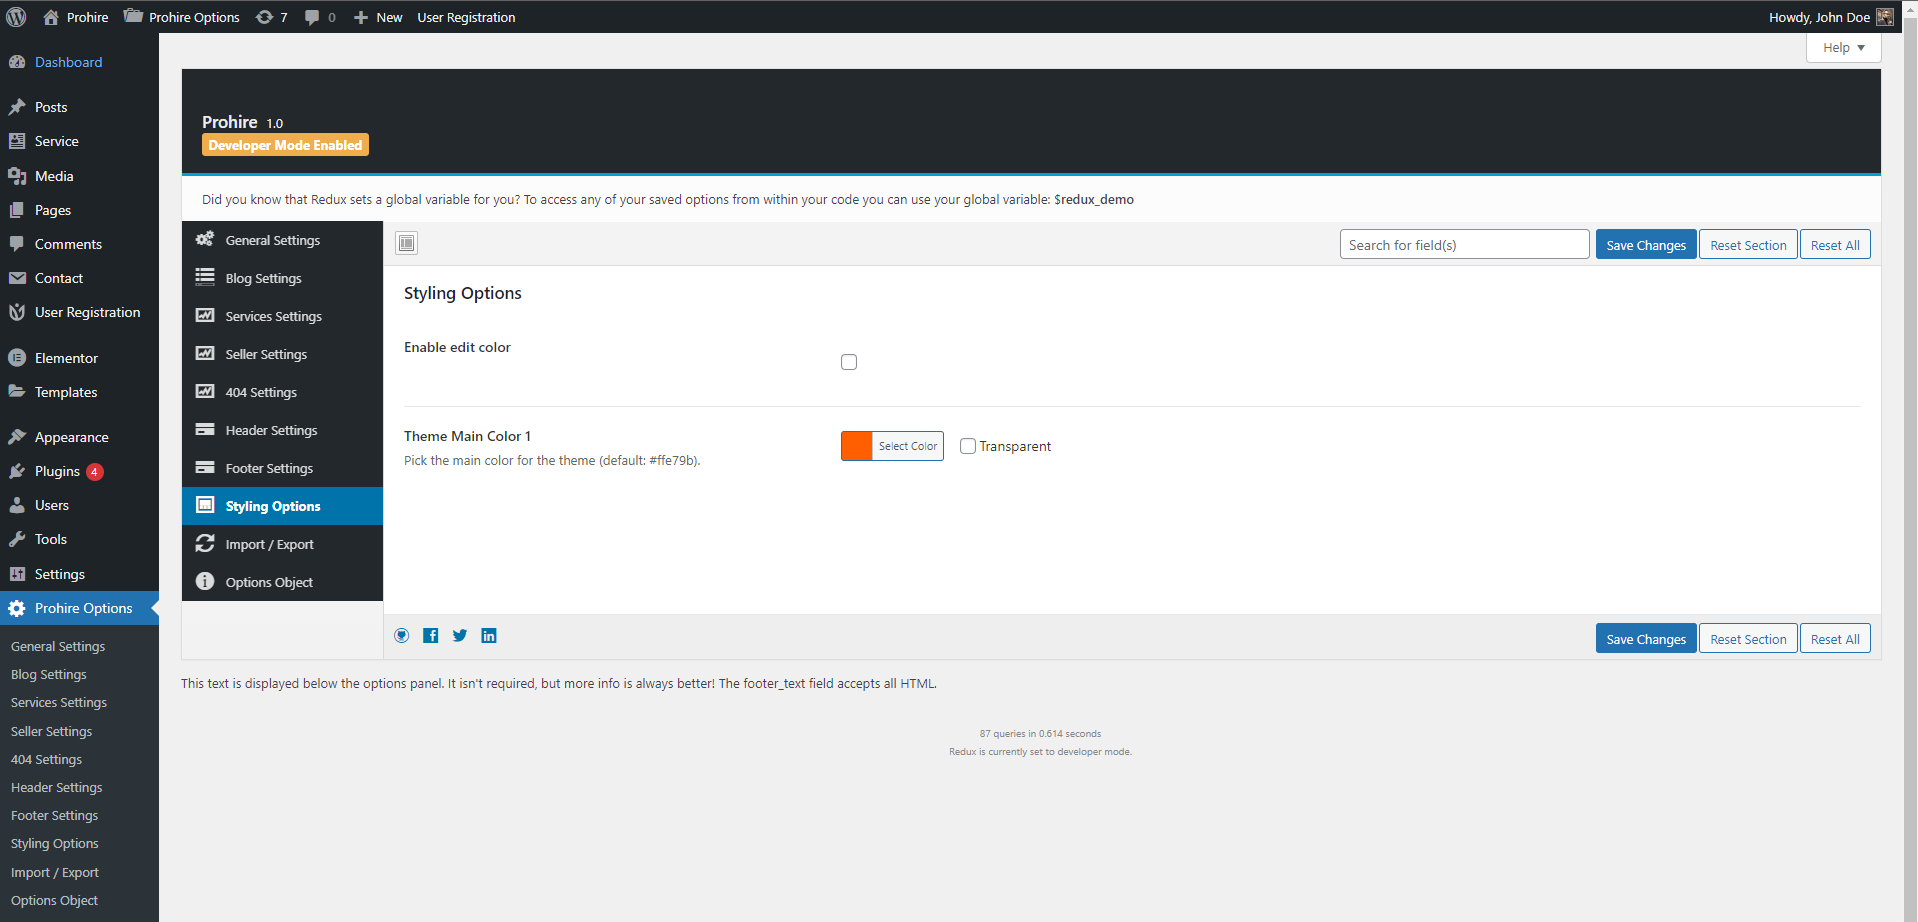 Prohire
Prohire Options
7
0
New
User Registration
Howdy, John Doe
Help
Dashboard
Posts
Service
Media
Pages
Comments
Contact
User Registration
Elementor
Templates
Appearance
Plugins 4
Users
Tools
Settings
Prohire Options
General Settings
Blog Settings
Services Settings
Seller Settings
404 Settings
Header Settings
Footer Settings
Styling Options
Import / Export
Options Object
Prohire 1.0
Developer Mode Enabled
Did you know that Redux sets a global variable for you? To access any of your saved options from within your code you can use your global variable: $redux_demo
General Settings
Blog Settings
Services Settings
Seller Settings
404 Settings
Header Settings
Footer Settings
Styling Options
Import / Export
Options Object
Search for field(s)
Save Changes
Reset Section
Reset All
Styling Options
Enable edit color
Theme Main Color 1
Pick the main color for the theme (default: #ffe79b).
Select Color
Transparent
Save Changes
Reset Section
Reset All
This text is displayed below the options panel. It isn't required, but more info is always better! The footer_text field accepts all HTML.
87 queries in 0.614 seconds
Redux is currently set to developer mode.